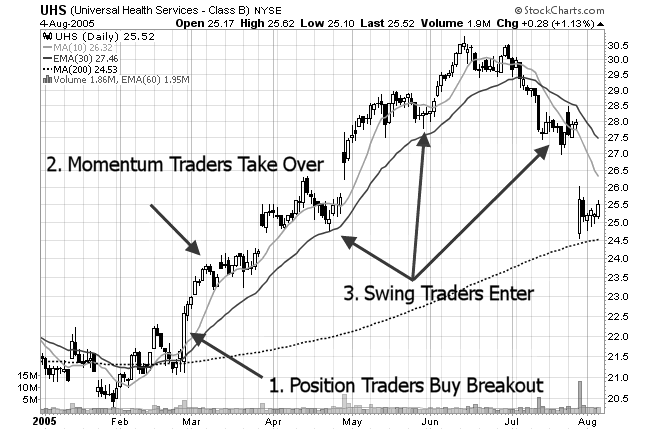 UHS (Universal Health Services - Class B) NYSE © StockCharts.com
4-Aug-2005 Open 25.17 High 25.62 Low 25.10 Last 25.52 Volume 1.9M Chg +0.28 (+1.13%)
UHS (Daily) 25.52
MA(10) 26.32
EMA(30) 27.46
MA(200) 24.53
Volume 1.86M, EMA(60) 1.95M
30.5
30.0
29.5
29.0
28.5
28.0
27.5
27.0
26.5
26.0
25.5
25.0
24.5
24.0
23.5
23.0
22.5
22.0
21.5
21.0
20.5
2. Momentum Traders Take Over
3. Swing Traders Enter
1. Position Traders Buy Breakout
15M
10M
5M
2005 Feb Mar Apr May Jun Jul Aug